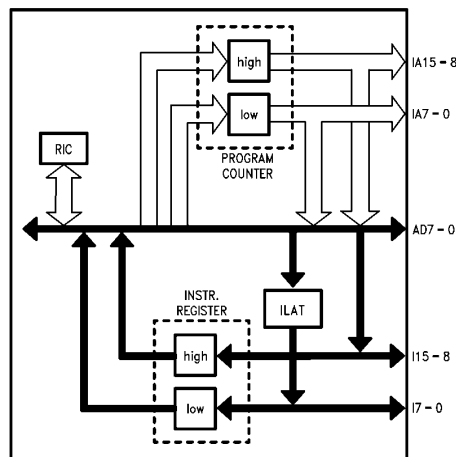 high
IA15-8
low
IA7-0
PROGRAM
COUNTER
RIC
AD7-0
INSTR.
REGISTER
ILAT
high
I15-8
low
I7-0